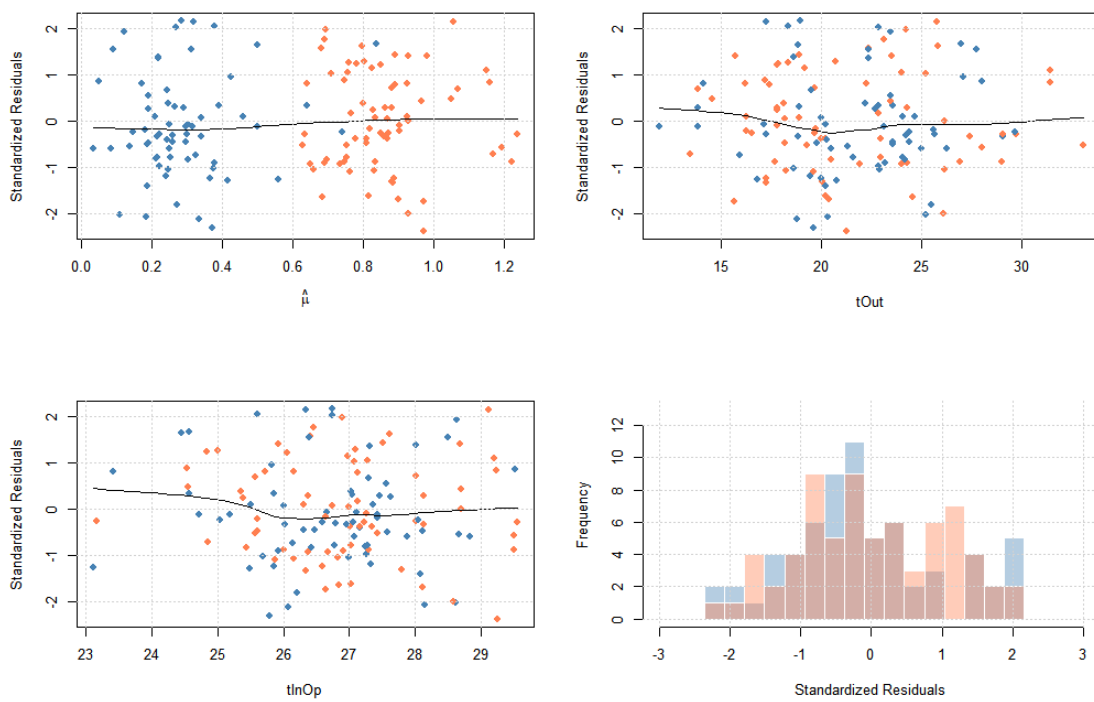 Standardized Residuals
2
1
0
-1
-2
0.0 0.2 0.4 0.6 0.8 1.0 1.2
μ̂
Standardized Residuals
2
1
0
-1
-2
15 20 25 30
tOut
Standardized Residuals
2
1
0
-1
-2
23 24 25 26 27 28 29
tInOp
Frequency
12
10
8
6
4
2
0
-3 -2 -1 0 1 2 3
Standardized Residuals